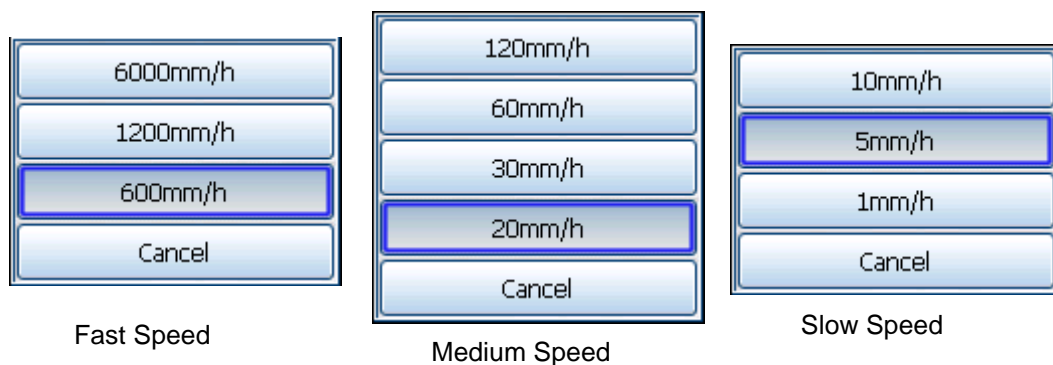 6000mm/h
1200mm/h
600mm/h
Cancel
Fast Speed
120mm/h
60mm/h
30mm/h
20mm/h
Cancel
Medium Speed
10mm/h
5mm/h
1mm/h
Cancel
Slow Speed